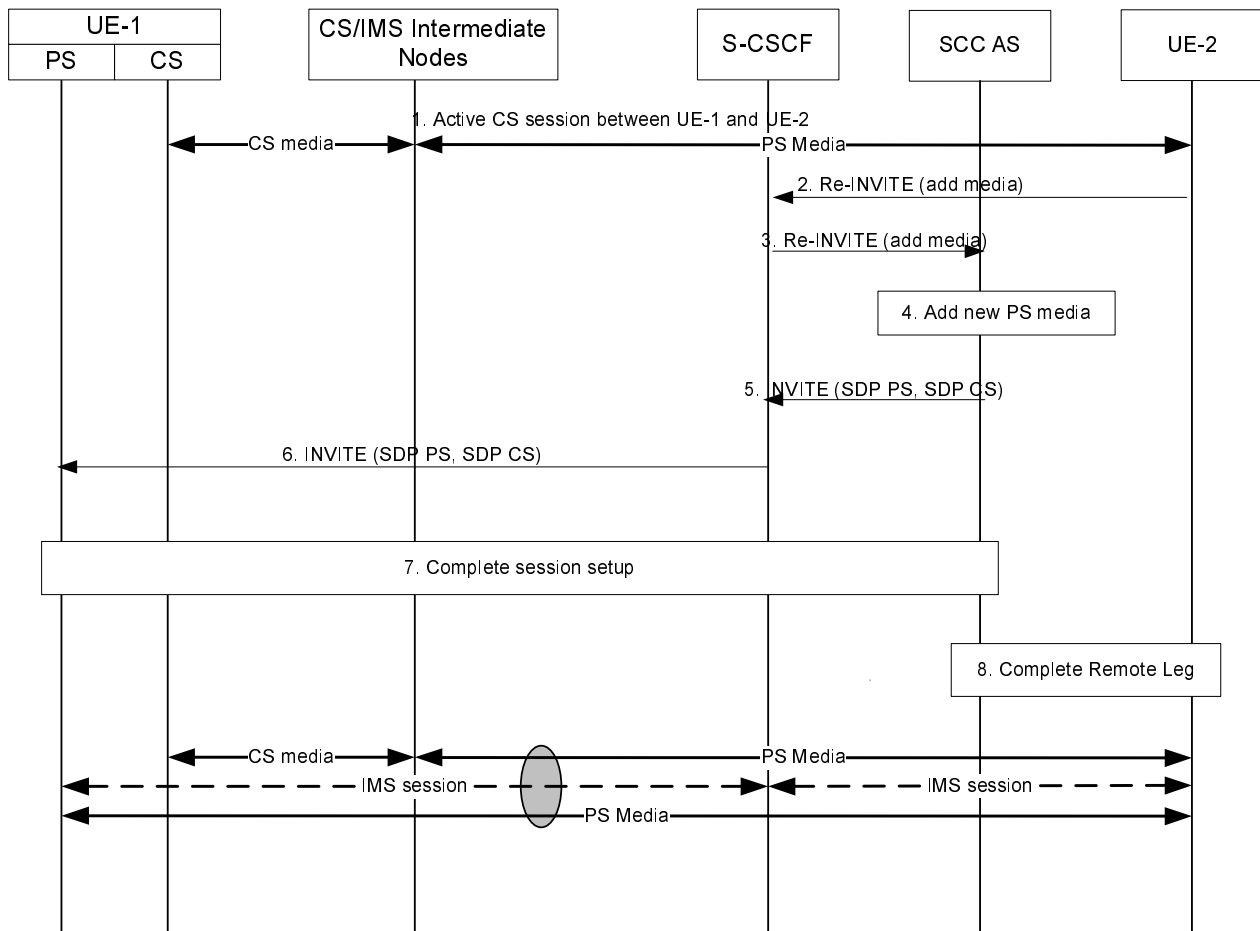 UE-1
PS
CS
CS/IMS Intermediate
Nodes
S-CSCF
SCC AS
UE-2
1. Active CS session between UE-1 and UE-2
CS media
PS Media
2. Re-INVITE (add media)
3. Re-INVITE (add media)
4. Add new PS media
5. INVITE (SDP PS, SDP CS)
6. INVITE (SDP PS, SDP CS)
7. Complete session setup
8. Complete Remote Leg
CS media
PS Media
IMS session
IMS session
PS Media